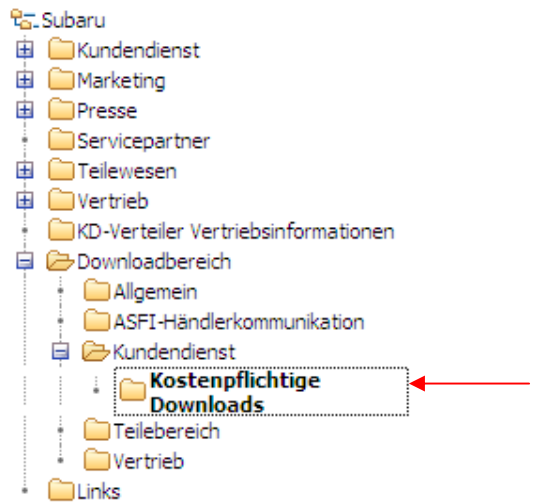 Subaru
Kundendienst
Marketing
Presse
Servicepartner
Teilewesen
Vertrieb
KD-Verteiler Vertriebsinformationen
Downloadbereich
Allgemein
ASFI-Händlerkommunikation
Kundendienst
Kostenpflichtige
Downloads
Teilebereich
Vertrieb
Links